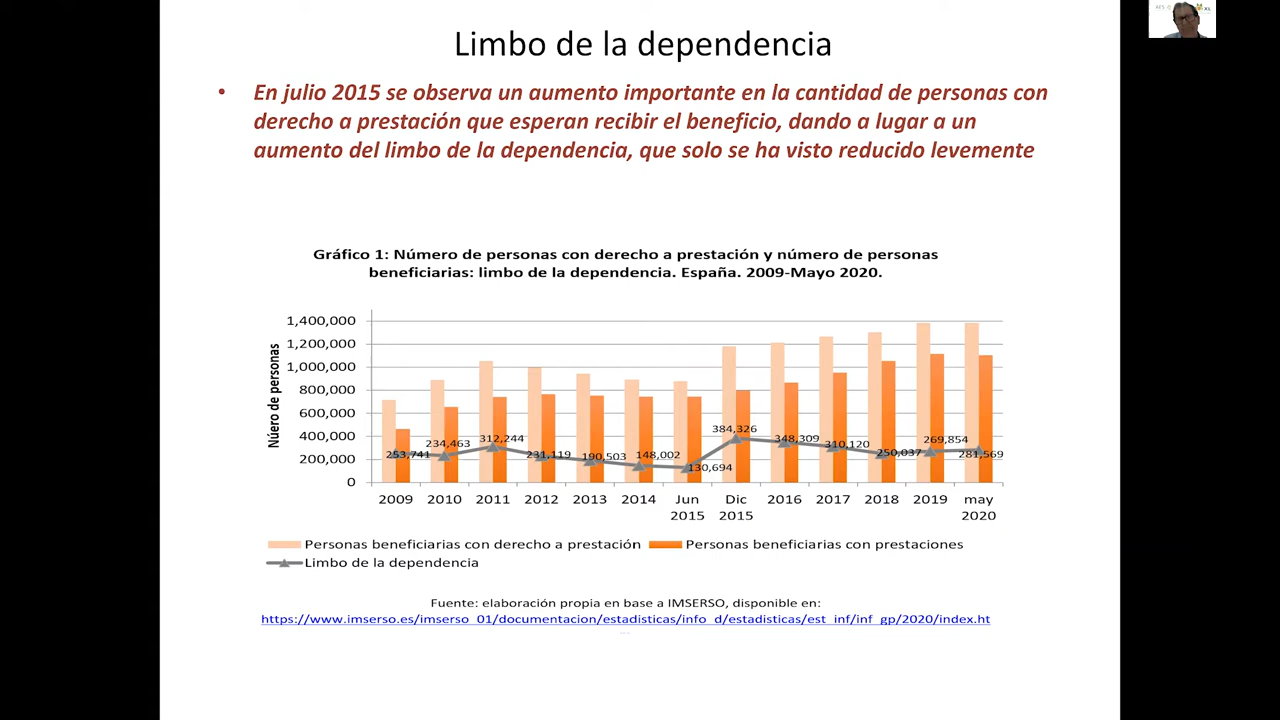 Limbo de la dependencia
• En julio 2015 se observa un aumento importante en la cantidad de personas con
derecho a prestación que esperan recibir el beneficio, dando a lugar a un
aumento del limbo de la dependencia, que solo se ha visto reducido levemente
Gráfico 1: Número de personas con derecho a prestación y número de personas
beneficiarias: limbo de la dependencia. España. 2009-Mayo 2020.
Núero de personas
1,400,000
1,200,000
1,000,000
800,000
600,000
400,000
200,000
0
253,741
234,463
312,244
231,119
190,503
148,002
130,694
384,326
348,309
310,120
250,037
269,854
281,569
2009 2010 2011 2012 2013 2014 Jun Dic 2016 2017 2018 2019 may
2015 2015 2020
Personas beneficiarias con derecho a prestación Personas beneficiarias con prestaciones
Limbo de la dependencia
Fuente: elaboración propia en base a IMSERSO, disponible en:
https://www.imserso.es/imserso_01/documentacion/estadisticas/info_d/estadisticas/est_inf/inf_gp/2020/index.ht